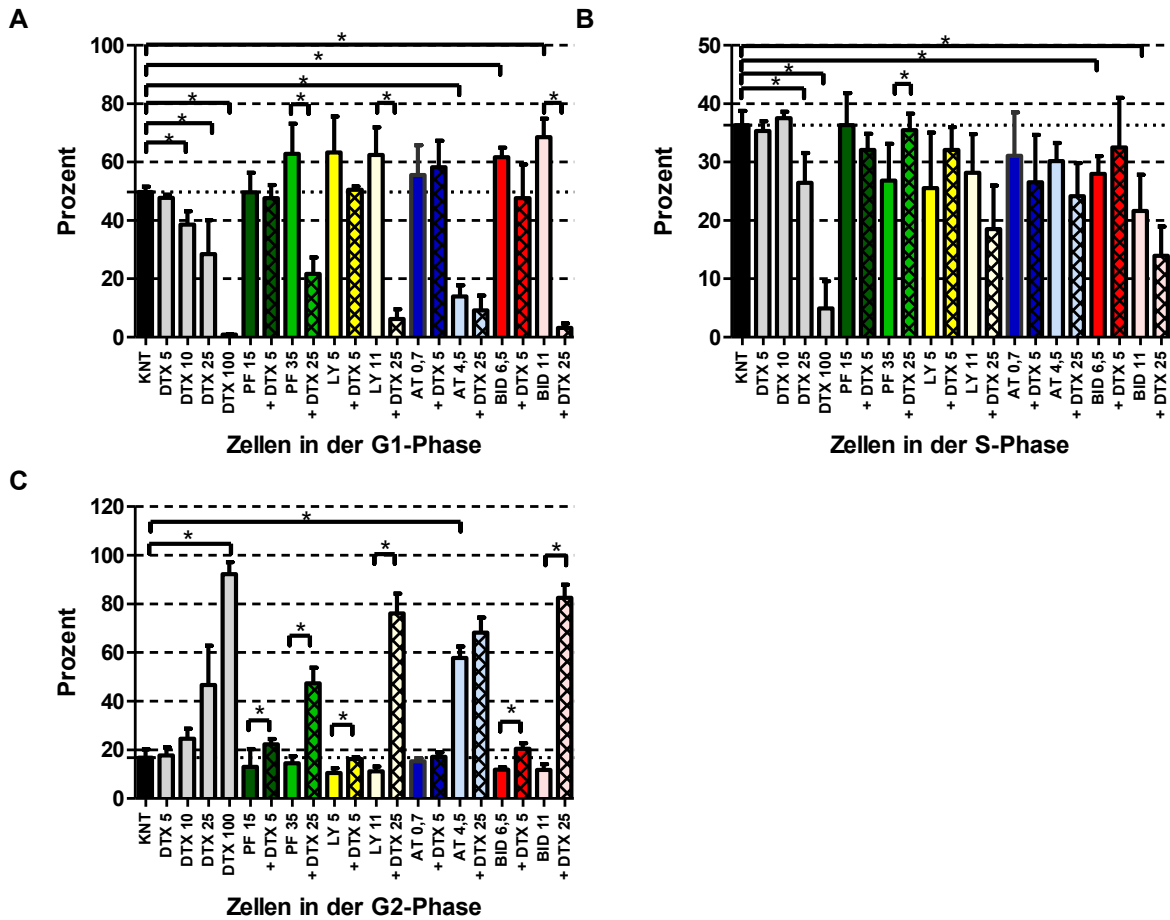 A
Prozent
100
80
60
40
20
0
* * * * * * * * *
KNT
DTX 5
DTX 10
DTX 25
DTX 100
PF 15
+ DTX 5
PF 35
+ DTX 25
LY 5
+ DTX 5
LY 11
+ DTX 25
AT 0,7
+ DTX 5
AT 4,5
+ DTX 25
BID 6,5
+ DTX 5
BID 11
+ DTX 25
Zellen in der G1-Phase
B
Prozent
50
40
30
20
10
0
* * * * *
KNT
DTX 5
DTX 10
DTX 25
DTX 100
PF 15
+ DTX 5
PF 35
+ DTX 25
LY 5
+ DTX 5
LY 11
+ DTX 25
AT 0,7
+ DTX 5
AT 4,5
+ DTX 25
BID 6,5
+ DTX 5
BID 11
+ DTX 25
Zellen in der S-Phase
C
Prozent
120
100
80
60
40
20
0
* * * * * * * *
KNT
DTX 5
DTX 10
DTX 25
DTX 100
PF 15
+ DTX 5
PF 35
+ DTX 25
LY 5
+ DTX 5
LY 11
+ DTX 25
AT 0,7
+ DTX 5
AT 4,5
+ DTX 25
BID 6,5
+ DTX 5
BID 11
+ DTX 25
Zellen in der G2-Phase